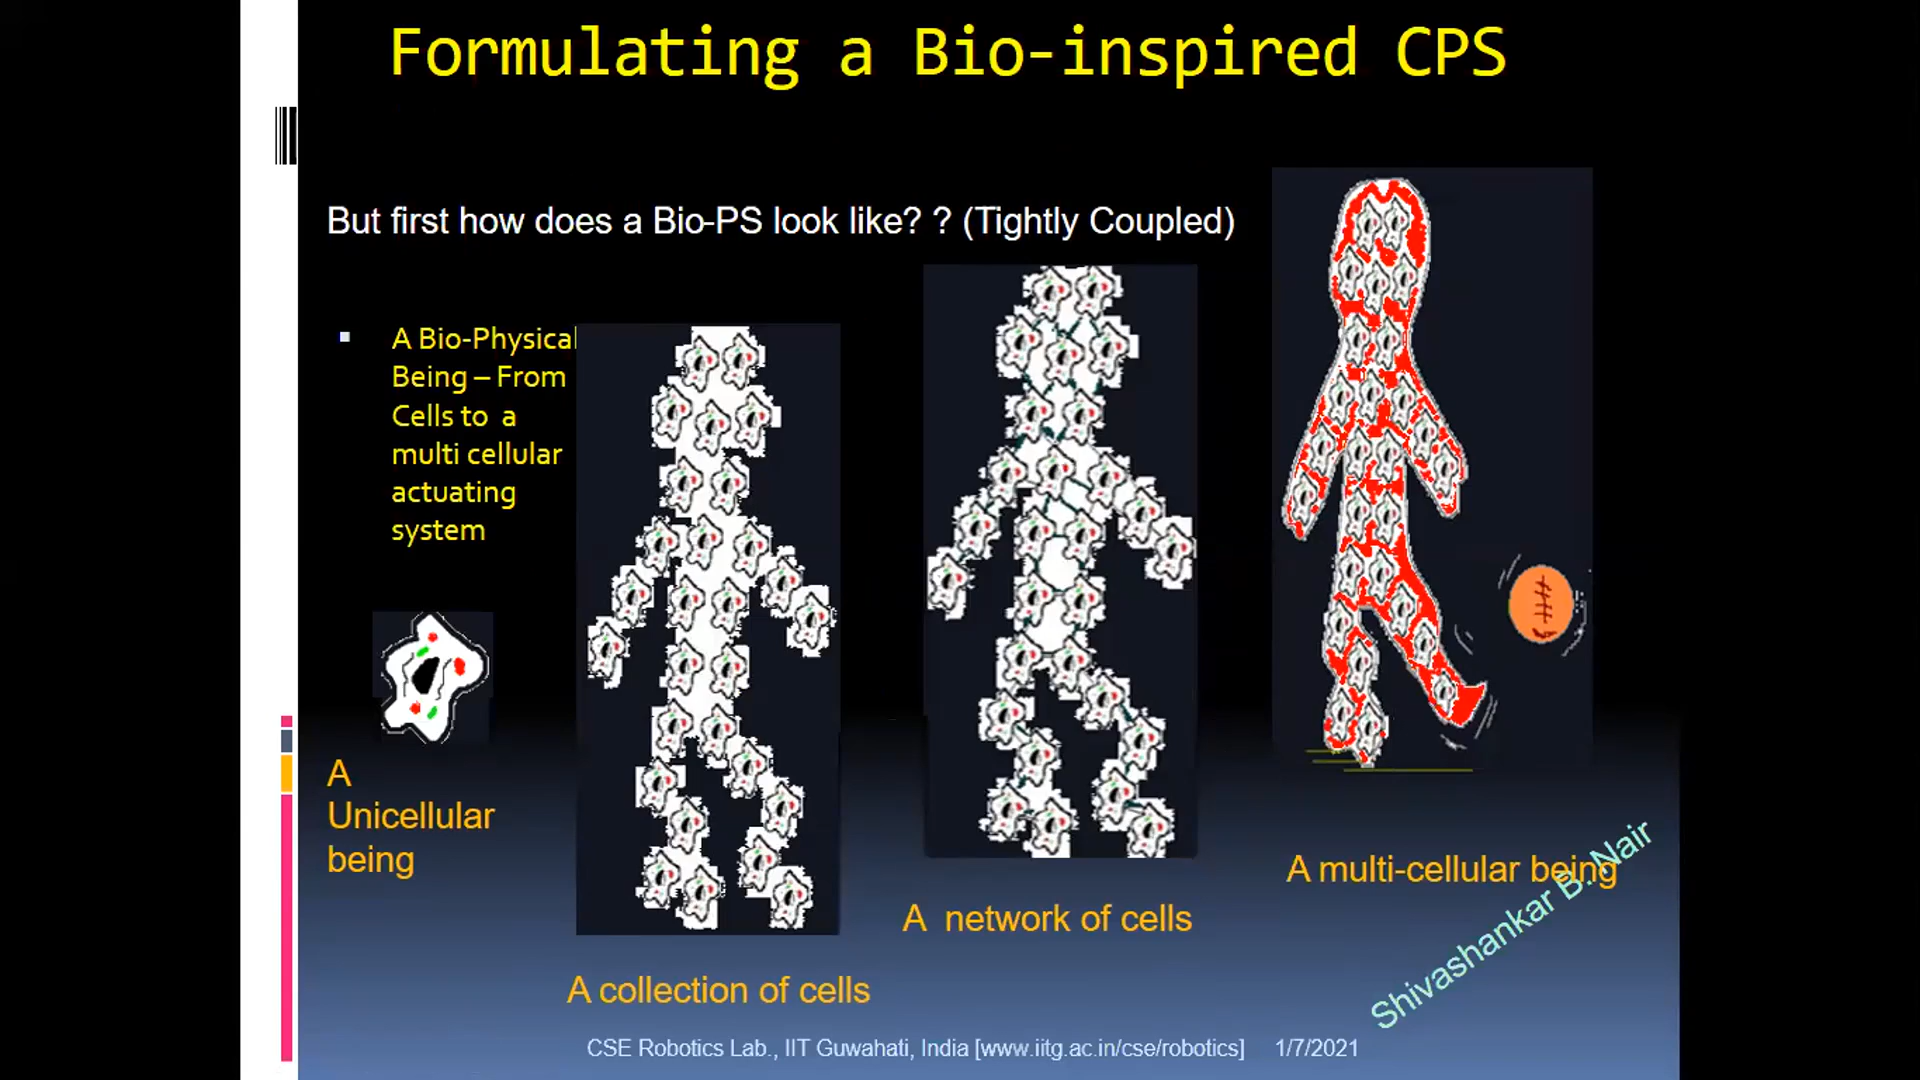 Formulating a Bio-inspired CPS
But first how does a Bio-PS look like? ? (Tightly Coupled)
A Bio-Physical
Being – From
Cells to a
multi cellular
actuating
system
A
Unicellular
being
A collection of cells
A network of cells
A multi-cellular being
Shivashankar B. Nair
CSE Robotics Lab., IIT Guwahati, India [www.iitg.ac.in/cse/robotics] 1/7/2021